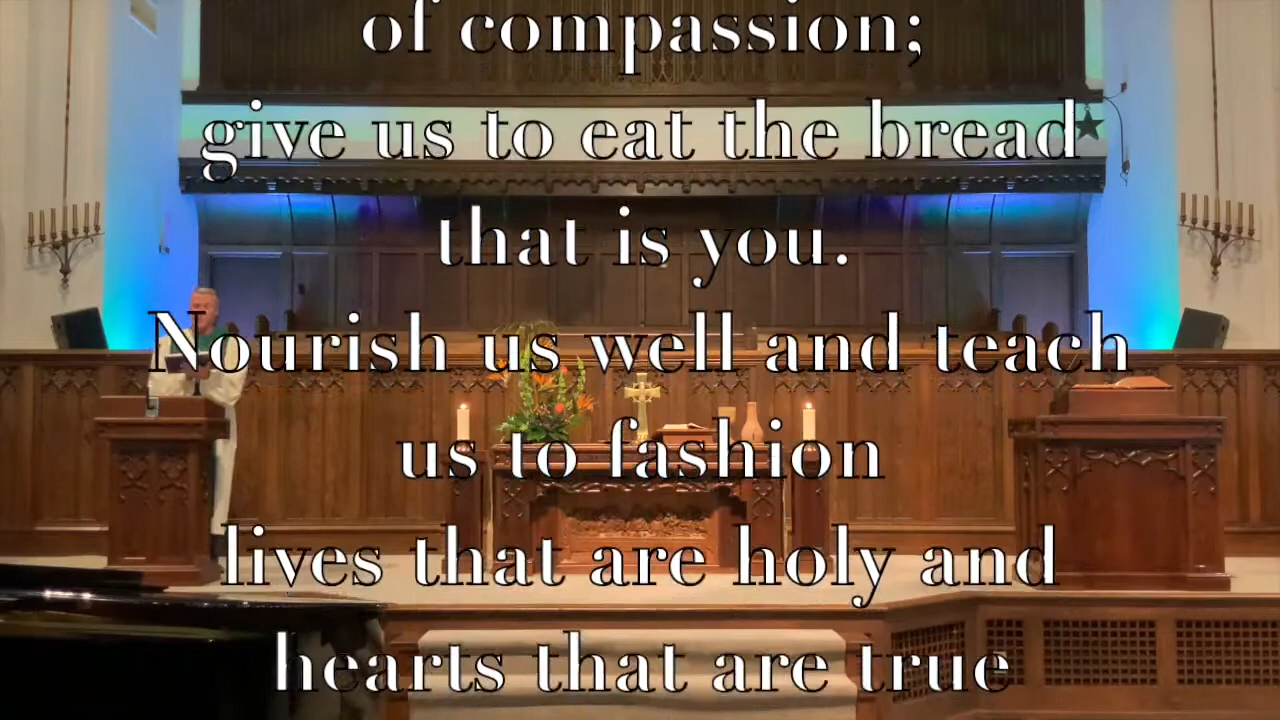 of compassion;
give us to eat the bread
that is you.
Nourish us well and teach
us to fashion
lives that are holy and
hearts that are true